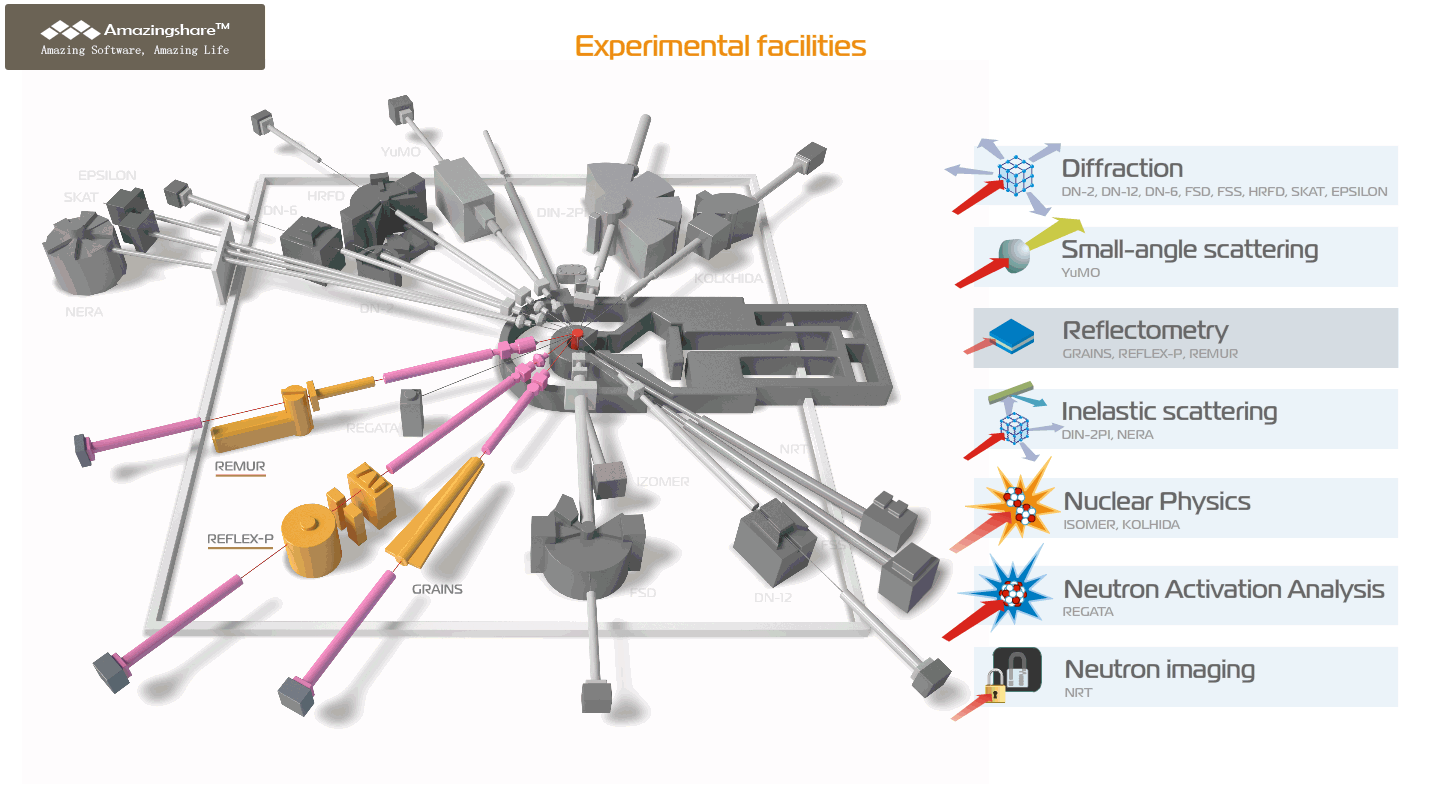 Amazingshare™
Amazing Software, Amazing Life
Experimental facilities
YuMO
EPSILON
SKAT
HRFD
DN-6
DIN-2PI
KOLKHIDA
NERA
DN-2
REGATA
REMUR
NRT
IZOMER
REFLEX-P
GRAINS
FSD
DN-12
Diffraction
DN-2, DN-12, DN-6, FSD, FSS, HRFD, SKAT, EPSILON
Small-angle scattering
YuMO
Reflectometry
GRAINS, REFLEX-P, REMUR
Inelastic scattering
DIN-2PI, NERA
Nuclear Physics
ISOMER, KOLHIDA
Neutron Activation Analysis
REGATA
Neutron imaging
NRT